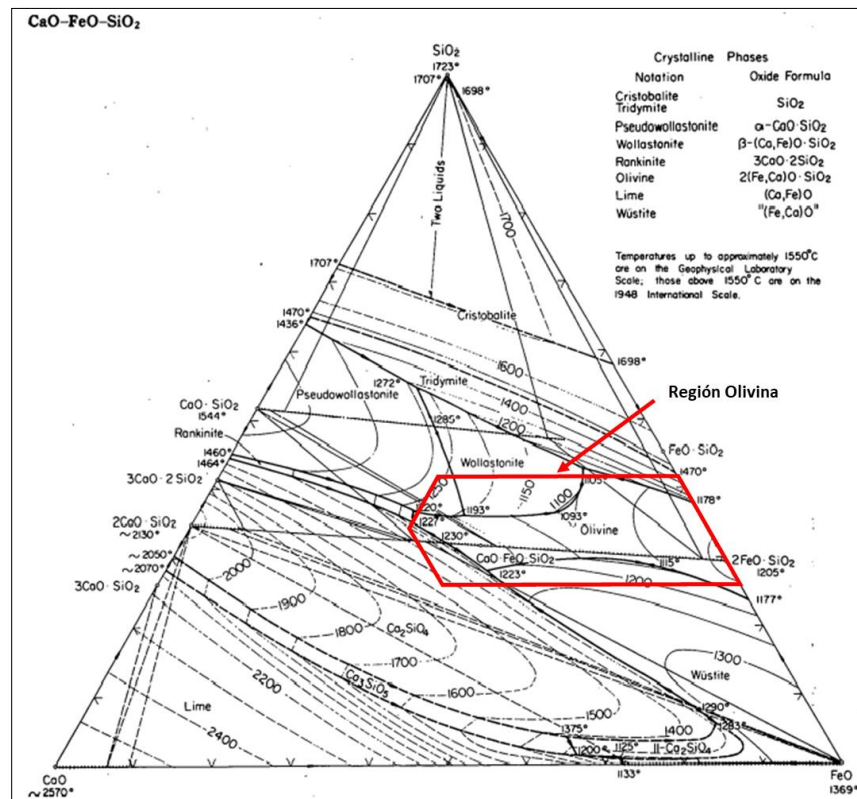 CaO–FeO–SiO₂
SiO₂
1723°
1707°
1698°
Crystalline Phases
Notation Oxide Formula
Cristobalite
Tridymite SiO₂
Pseudowollastonite α-CaO·SiO₂
Wollastonite β-(Ca,Fe)O·SiO₂
Rankinite 3CaO·2SiO₂
Olivine 2(Fe,Ca)O·SiO₂
Lime (Ca,Fe)O
Wüstite "(Fe,Ca)O"
Temperatures up to approximately 1550°C
are on the Geophysical Laboratory
Scale; those above 1550°C are on the
1948 International Scale.
Two Liquids
1700
1707°
1470°
1436°
Cristobalite
1698°
1600
1400
1200
1272°
Tridymite
Región Olivina
Pseudowollastonite
CaO·SiO₂
1544°
1285°
Rankinite
Wollastonite
FeO·SiO₂
1470°
1460°
1464°
3CaO·2SiO₂
1250
1150
1100
1105°
1178°
1193°
1093°
1227°
Olivine
2CaO·SiO₂
~2130°
1230°
CaO·FeO·SiO₂
1115°
2FeO·SiO₂
1205°
~2050°
~2070°
3CaO·SiO₂
1223°
1200
1177°
2000
1900
1800
Ca₂SiO₄
1700
1600
1300
Wüstite
Ca₃SiO₅
2200
1500
1290°
1283°
Lime
2400
1375°
1400
1200°
1125°
II-Ca₂SiO₄
CaO
~2570°
1133°
FeO
1369°